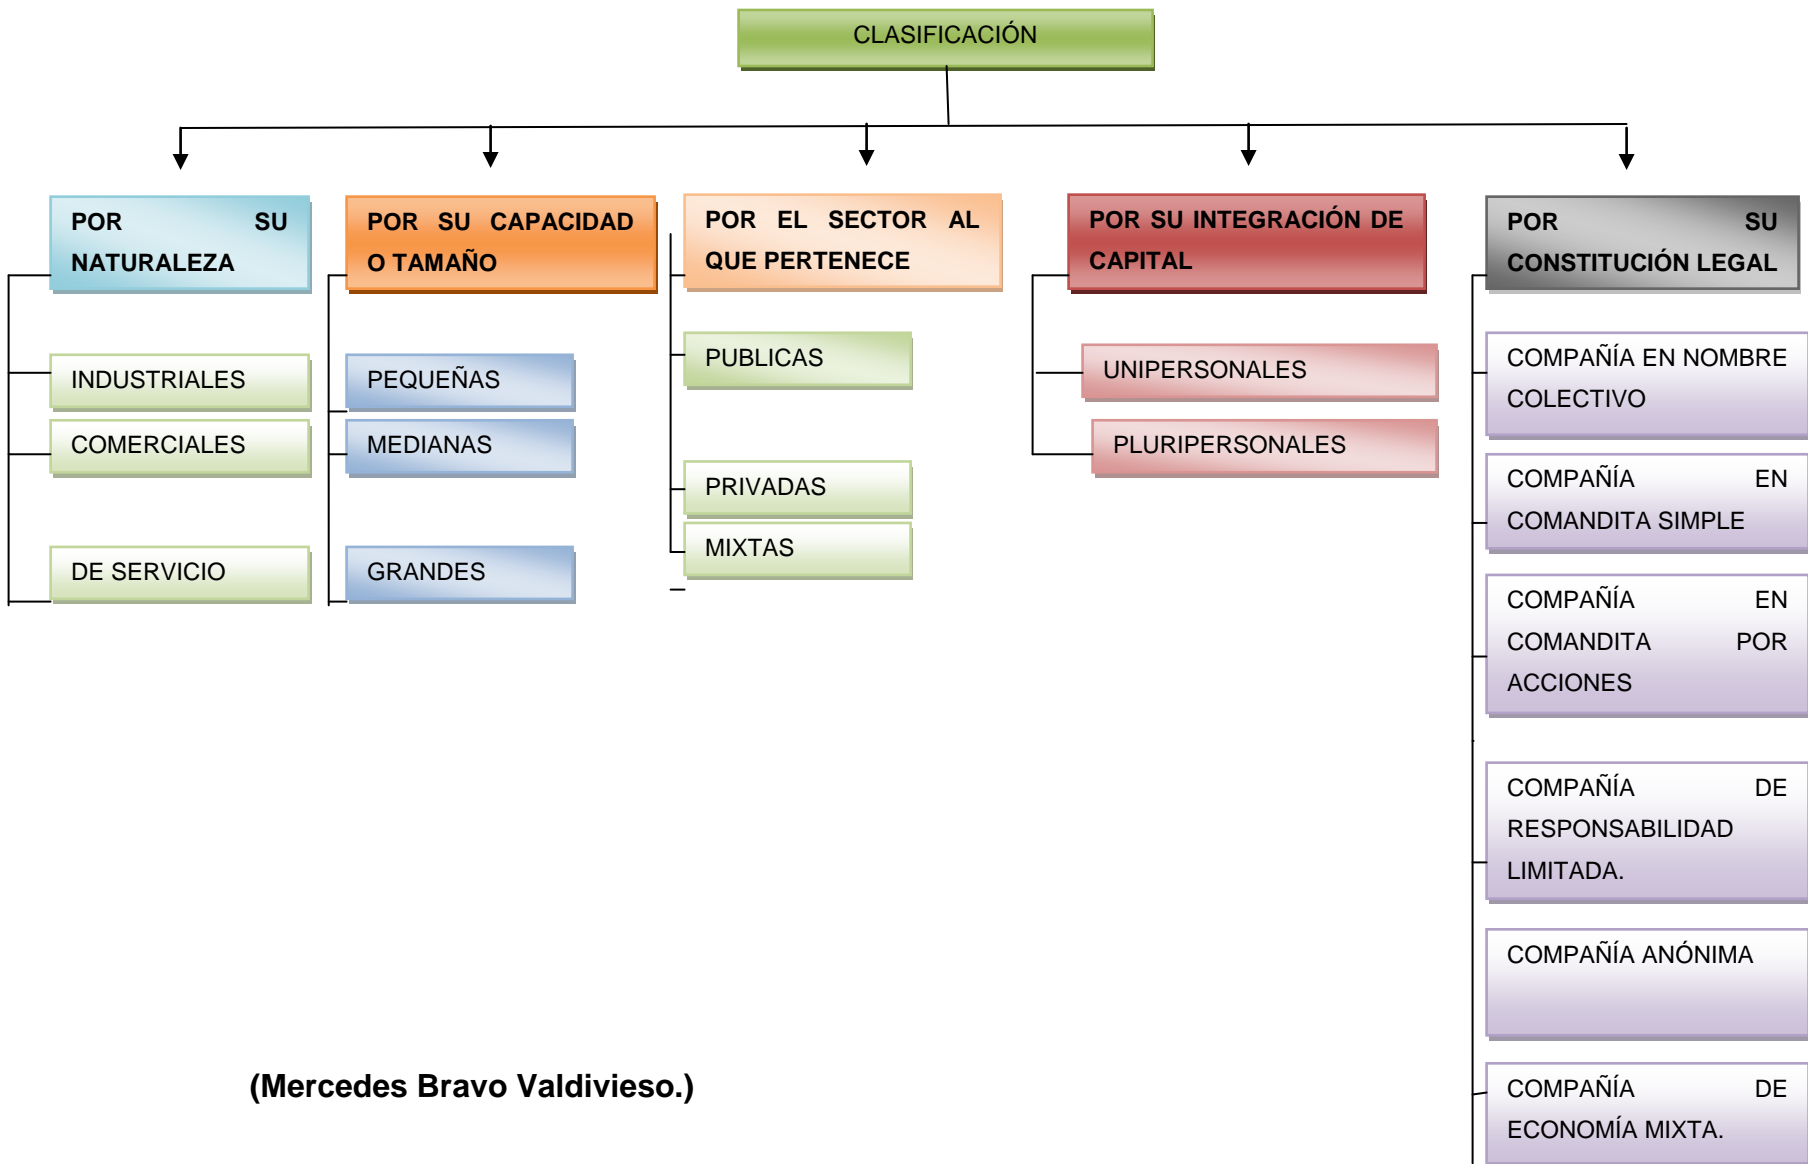 CLASIFICACIÓN
POR SU
NATURALEZA
INDUSTRIALES
COMERCIALES
DE SERVICIO
POR SU CAPACIDAD
O TAMAÑO
PEQUEÑAS
MEDIANAS
GRANDES
POR EL SECTOR AL
QUE PERTENECE
PUBLICAS
PRIVADAS
MIXTAS
POR SU INTEGRACIÓN DE
CAPITAL
UNIPERSONALES
PLURIPERSONALES
POR SU
CONSTITUCIÓN LEGAL
COMPAÑÍA EN NOMBRE
COLECTIVO
COMPAÑÍA EN
COMANDITA SIMPLE
COMPAÑÍA EN
COMANDITA POR
ACCIONES
COMPAÑÍA DE
RESPONSABILIDAD
LIMITADA.
COMPAÑÍA ANÓNIMA
COMPAÑÍA DE
ECONOMÍA MIXTA.
(Mercedes Bravo Valdivieso.)